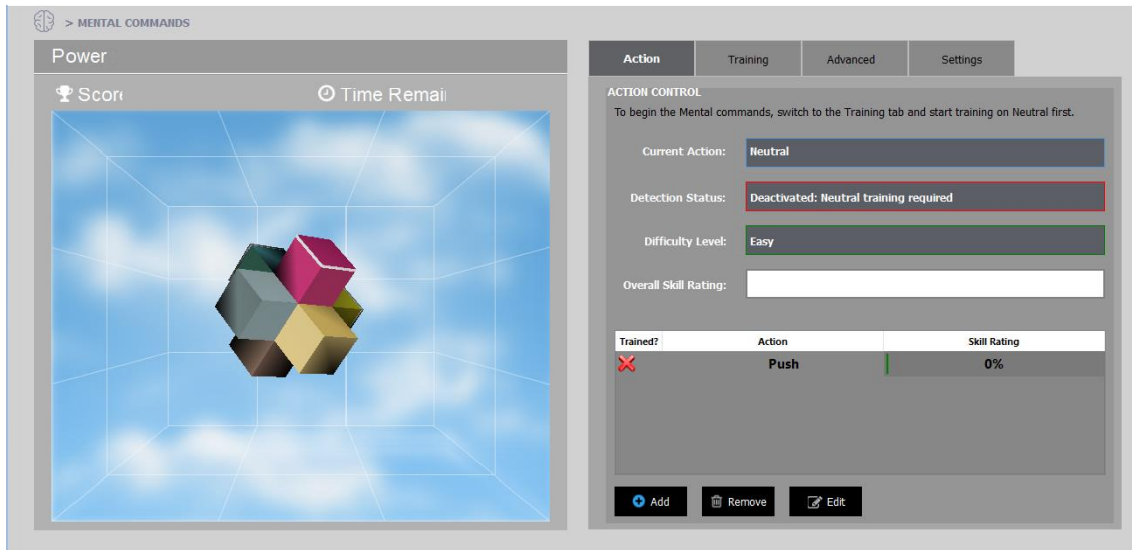 > MENTAL COMMANDS
Power
Score
Time Remai
Action
Training
Advanced
Settings
ACTION CONTROL
To begin the Mental commands, switch to the Training tab and start training on Neutral first.
Current Action:
Neutral
Detection Status:
Deactivated: Neutral training required
Difficulty Level:
Easy
Overall Skill Rating:
Trained?
Action
Skill Rating
Push
0%
Add
Remove
Edit